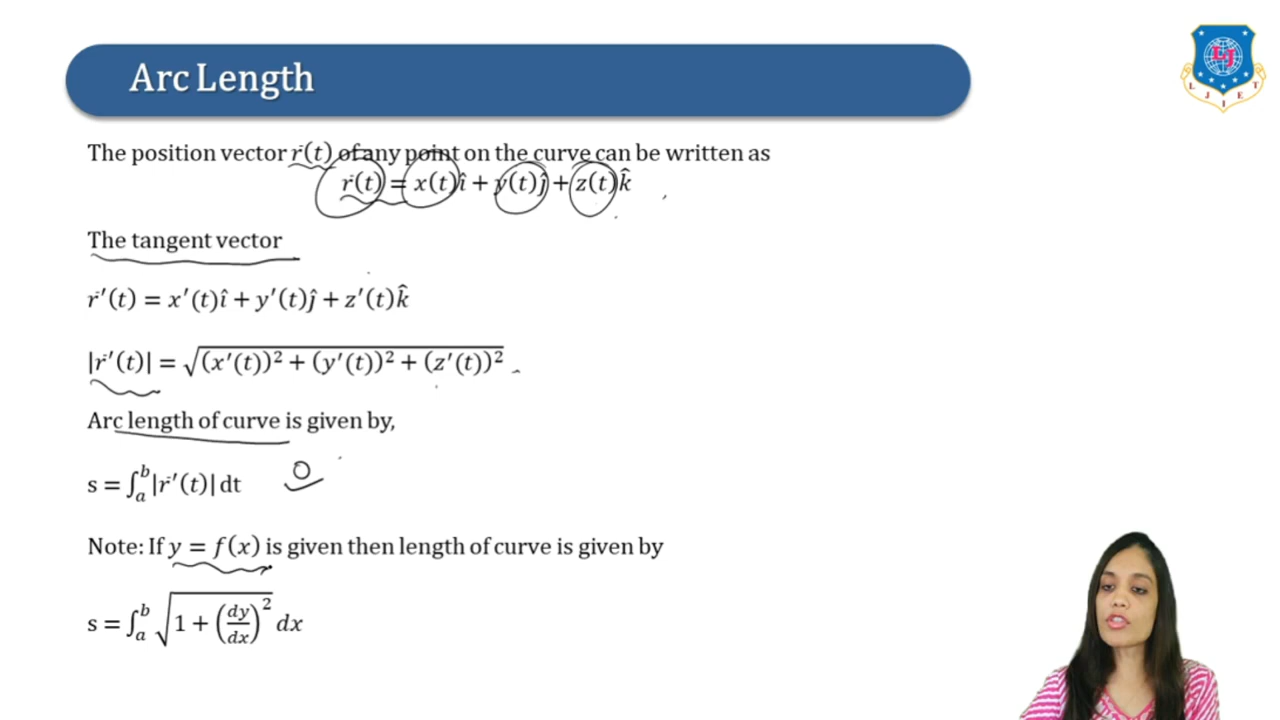 Arc Length
LJ
L J I E T
The position vector r̄(t) of any point on the curve can be written as
r̄(t) = x(t)î + y(t)ĵ + z(t)k̂
The tangent vector
r̄′(t) = x′(t)î + y′(t)ĵ + z′(t)k̂
|r̄′(t)| = √(x′(t))² + (y′(t))² + (z′(t))²
Arc length of curve is given by,
s = ∫ₐᵇ |r̄′(t)| dt
Note: If y = f(x) is given then length of curve is given by
s = ∫ₐᵇ √1 + (dy/dx)² dx